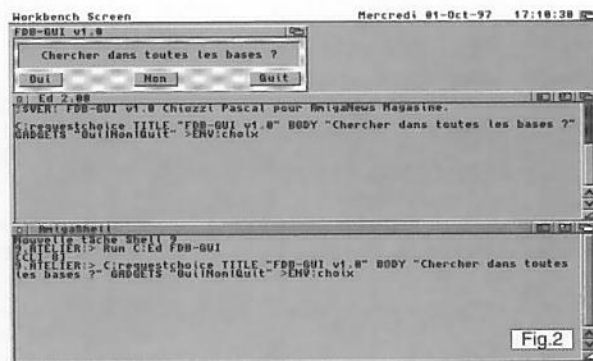 Workbench Screen Mercredi 01-Oct-97 17:10:30
FDB-GUI v1.0
Chercher dans toutes les bases ?
Oui Non Quit
Ed 2.00
;$VER: FDB-GUI v1.0 Chiozzi Pascal pour AmigaNews Magasine.
C:requestchoice TITLE "FDB-GUI v1.0" BODY "Chercher dans toutes les bases ?"
GADGETS "Oui|Non|Quit" >ENV:choix
AmigaShell
Nouvelle tâche Shell 9
9.ATELIER:> Run C:Ed FDB-GUI
[CLI 8]
9.ATELIER:> C:requestchoice TITLE "FDB-GUI v1.0" BODY "Chercher dans toutes
les bases ?" GADGETS "Oui|Non|Quit" >ENV:choix
Fig.2